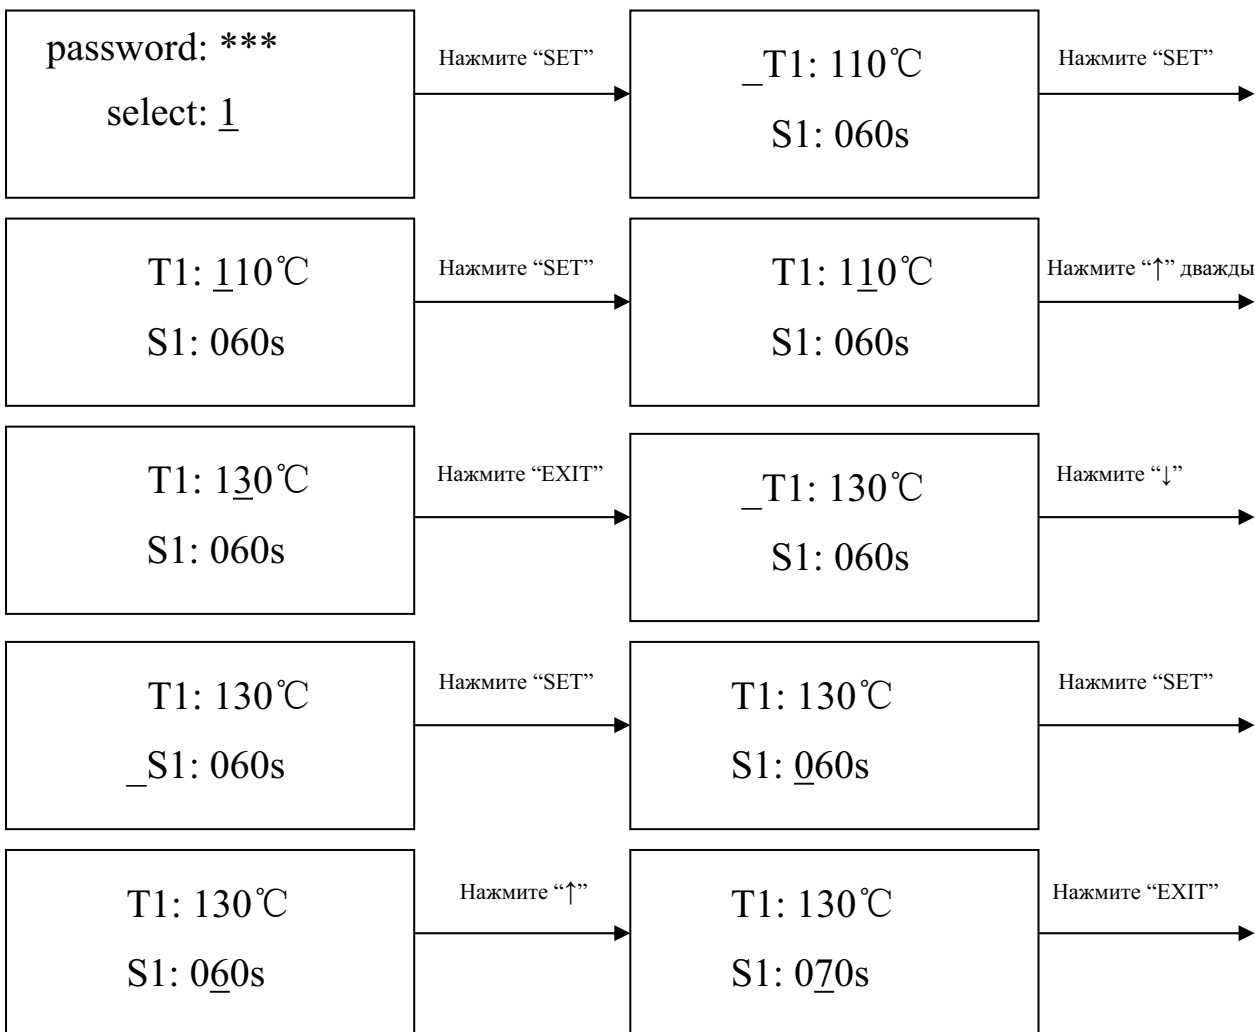 password: ***
select: 1
Нажмите “SET”
_T1: 110℃
S1: 060s
Нажмите “SET”
T1: 110℃
S1: 060s
Нажмите “SET”
T1: 110℃
S1: 060s
Нажмите “↑” дважды
T1: 130℃
S1: 060s
Нажмите “EXIT”
_T1: 130℃
S1: 060s
Нажмите “↓”
T1: 130℃
_S1: 060s
Нажмите “SET”
T1: 130℃
S1: 060s
Нажмите “SET”
T1: 130℃
S1: 060s
Нажмите “↑”
T1: 130℃
S1: 070s
Нажмите “EXIT”